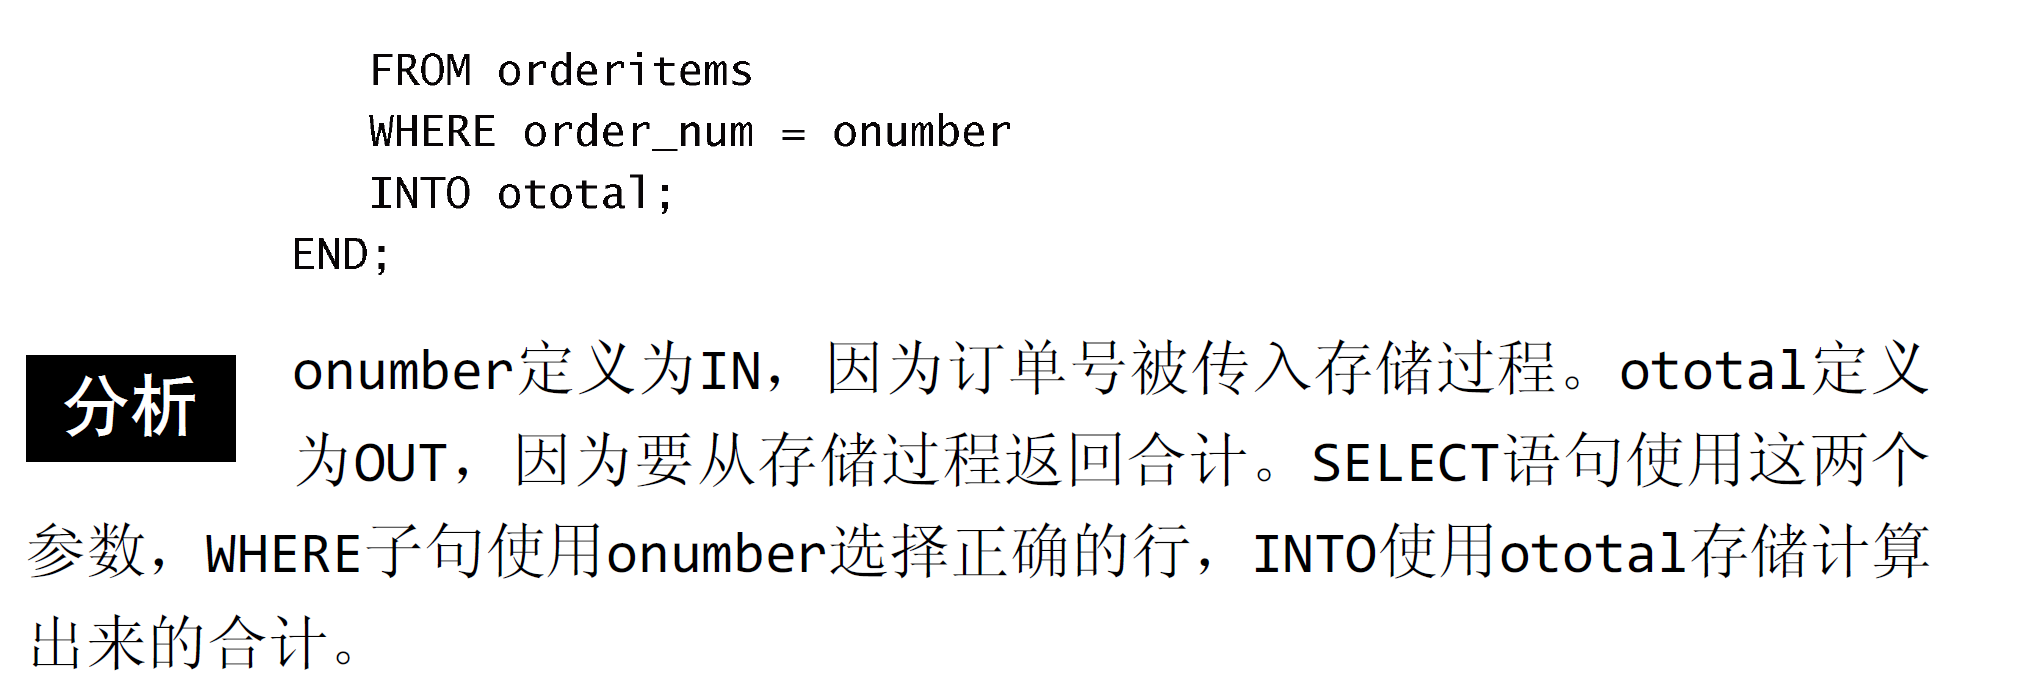 FROM orderitems
WHERE order_num = onumber
INTO ototal;
END;
分析
onumber定义为IN，因为订单号被传入存储过程。ototal定义
为OUT，因为要从存储过程返回合计。SELECT语句使用这两个
参数，WHERE子句使用onumber选择正确的行，INTO使用ototal存储计算
出来的合计。